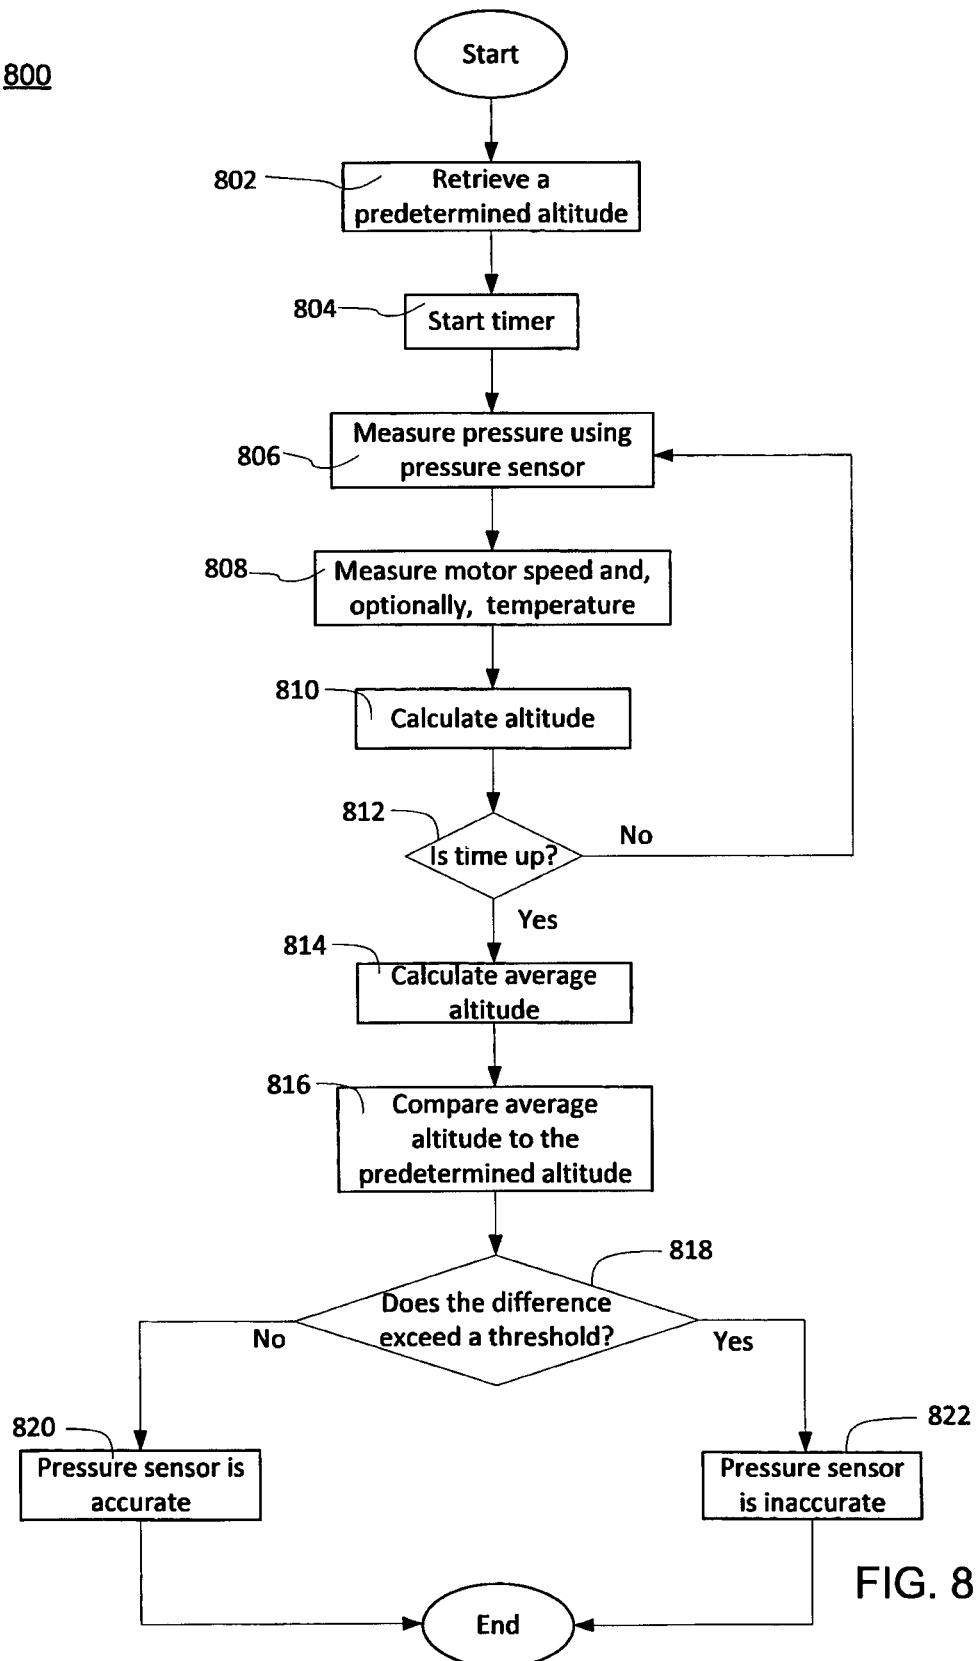 Start
800
802
Retrieve a
predetermined altitude
804
Start timer
806
Measure pressure using
pressure sensor
808
Measure motor speed and,
optionally, temperature
810
Calculate altitude
812
Is time up?
No
Yes
814
Calculate average
altitude
816
Compare average
altitude to the
predetermined altitude
818
Does the difference
exceed a threshold?
No
Yes
820
Pressure sensor is
accurate
822
Pressure sensor
is inaccurate
FIG. 8
End